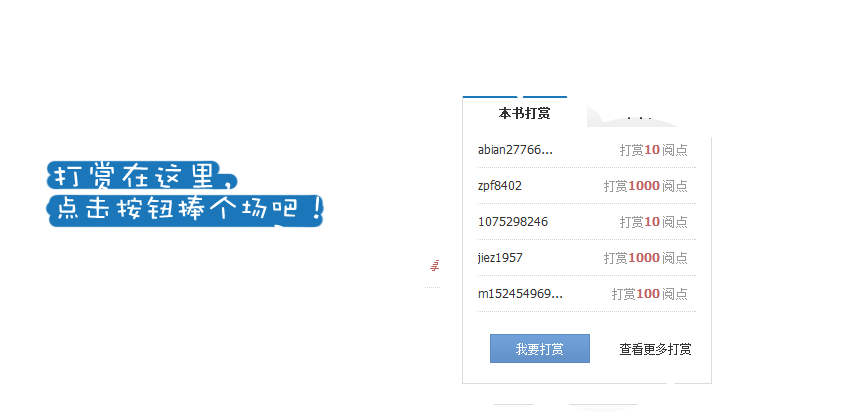 打赏在这里，
点击按钮捧个场吧！
本书打赏
abian27766... 打赏10阅点
zpf8402 打赏1000阅点
1075298246 打赏10阅点
jiez1957 打赏1000阅点
m152454969... 打赏100阅点
我要打赏 查看更多打赏